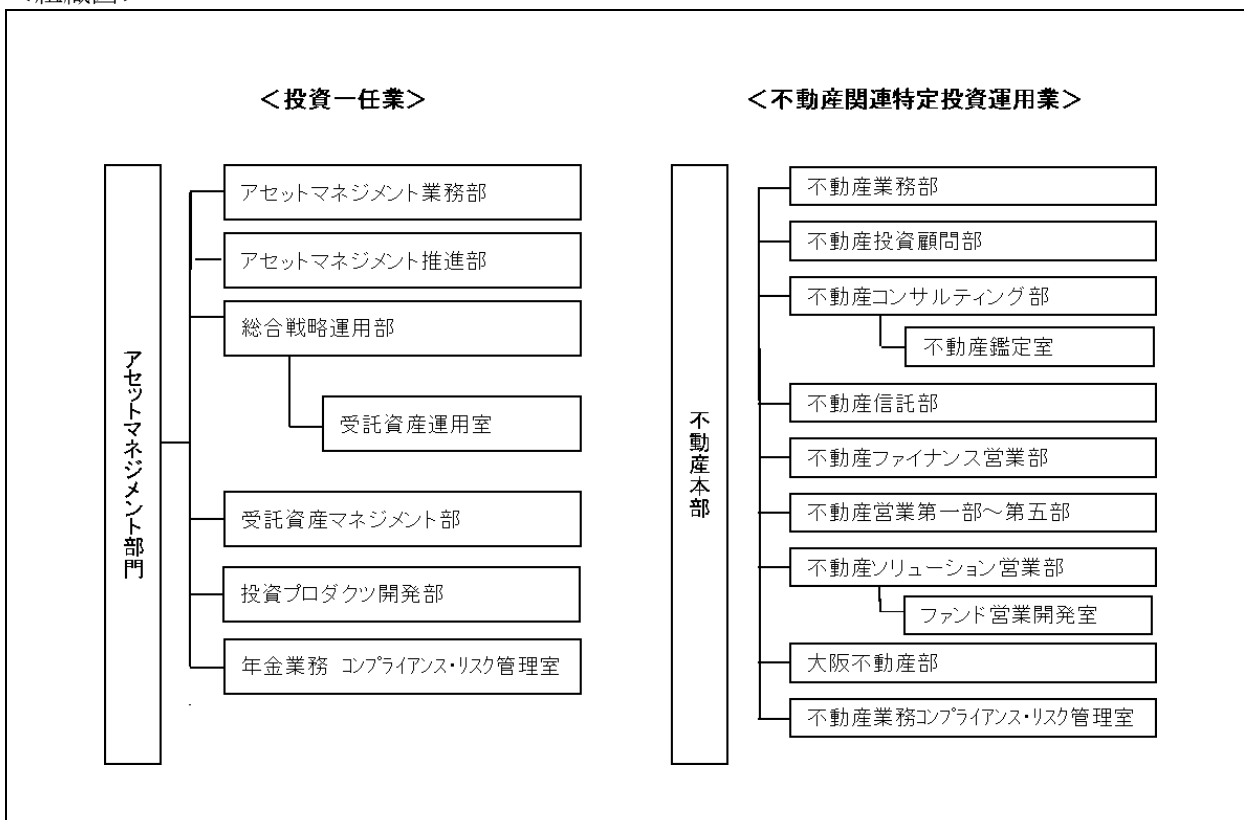 ＜投資一任業＞
アセットマネジメント部門
アセットマネジメント業務部
アセットマネジメント推進部
総合戦略運用部
受託資産運用室
受託資産マネジメント部
投資プロダクツ開発部
年金業務 コンプライアンス・リスク管理室
＜不動産関連特定投資運用業＞
不動産本部
不動産業務部
不動産投資顧問部
不動産コンサルティング部
不動産鑑定室
不動産信託部
不動産ファイナンス営業部
不動産営業第一部～第五部
不動産ソリューション営業部
ファンド営業開発室
大阪不動産部
不動産業務コンプライアンス・リスク管理室